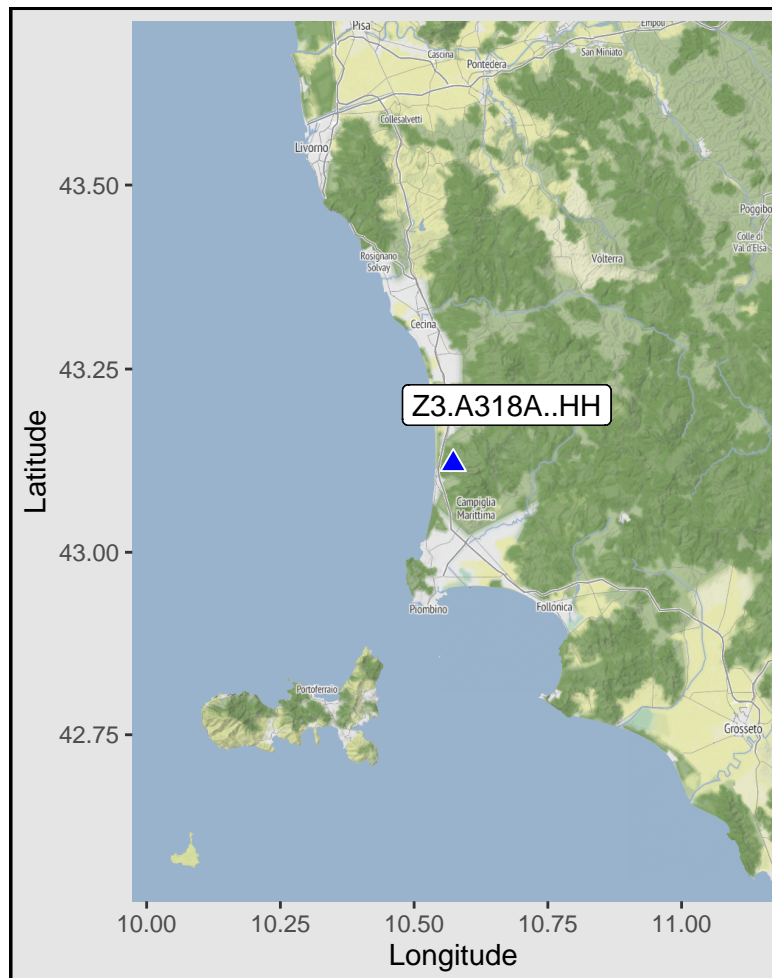 Pisa
Empoli
Cascina
San Miniato
Pontedera
Collesalvetti
Livorno
43.50
Poggibo
Colle di
Val d'Elsa
Rosignano
Solvay
Volterra
Cecina
43.25
Z3.A318A..HH
Latitude
Campiglia
Marittima
43.00
Piombino
Follonica
Portoferraio
42.75
Grosseto
10.00
10.25
10.50
10.75
11.00
Longitude